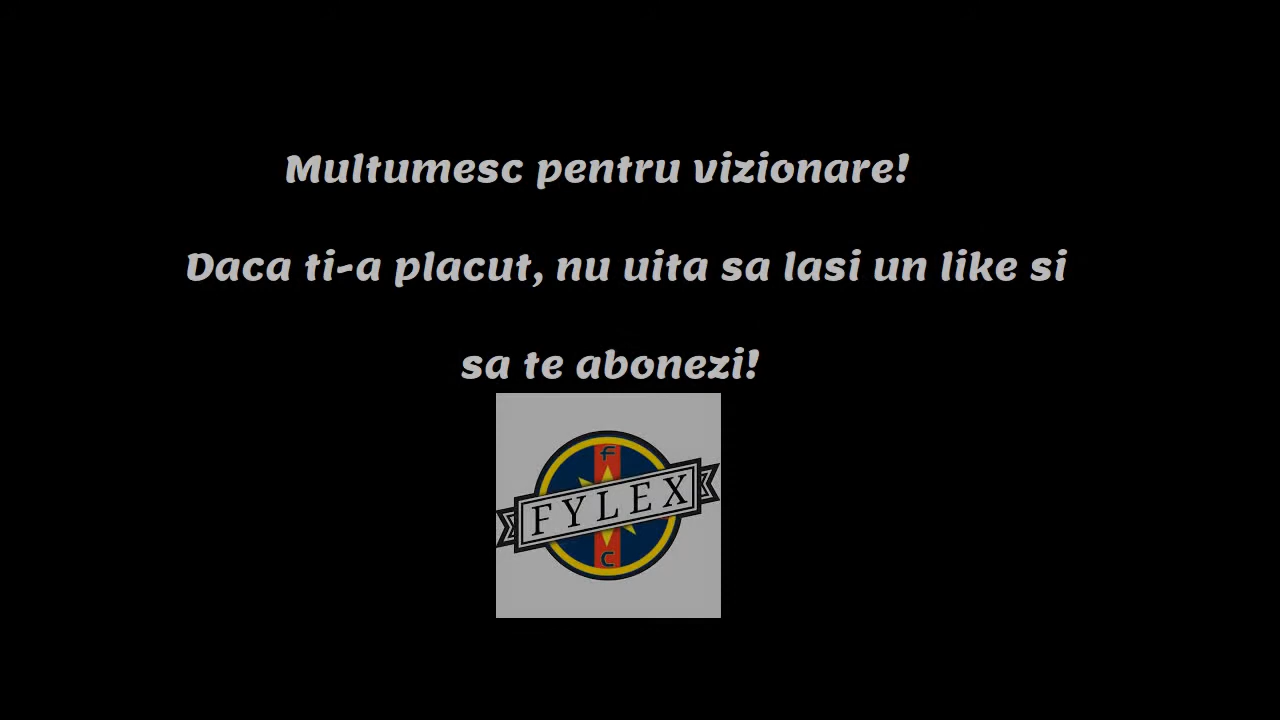 Multumesc pentru vizionare!
Daca ti-a placut, nu uita sa lasi un like si
sa te abonezi!
F
FYLEX
C